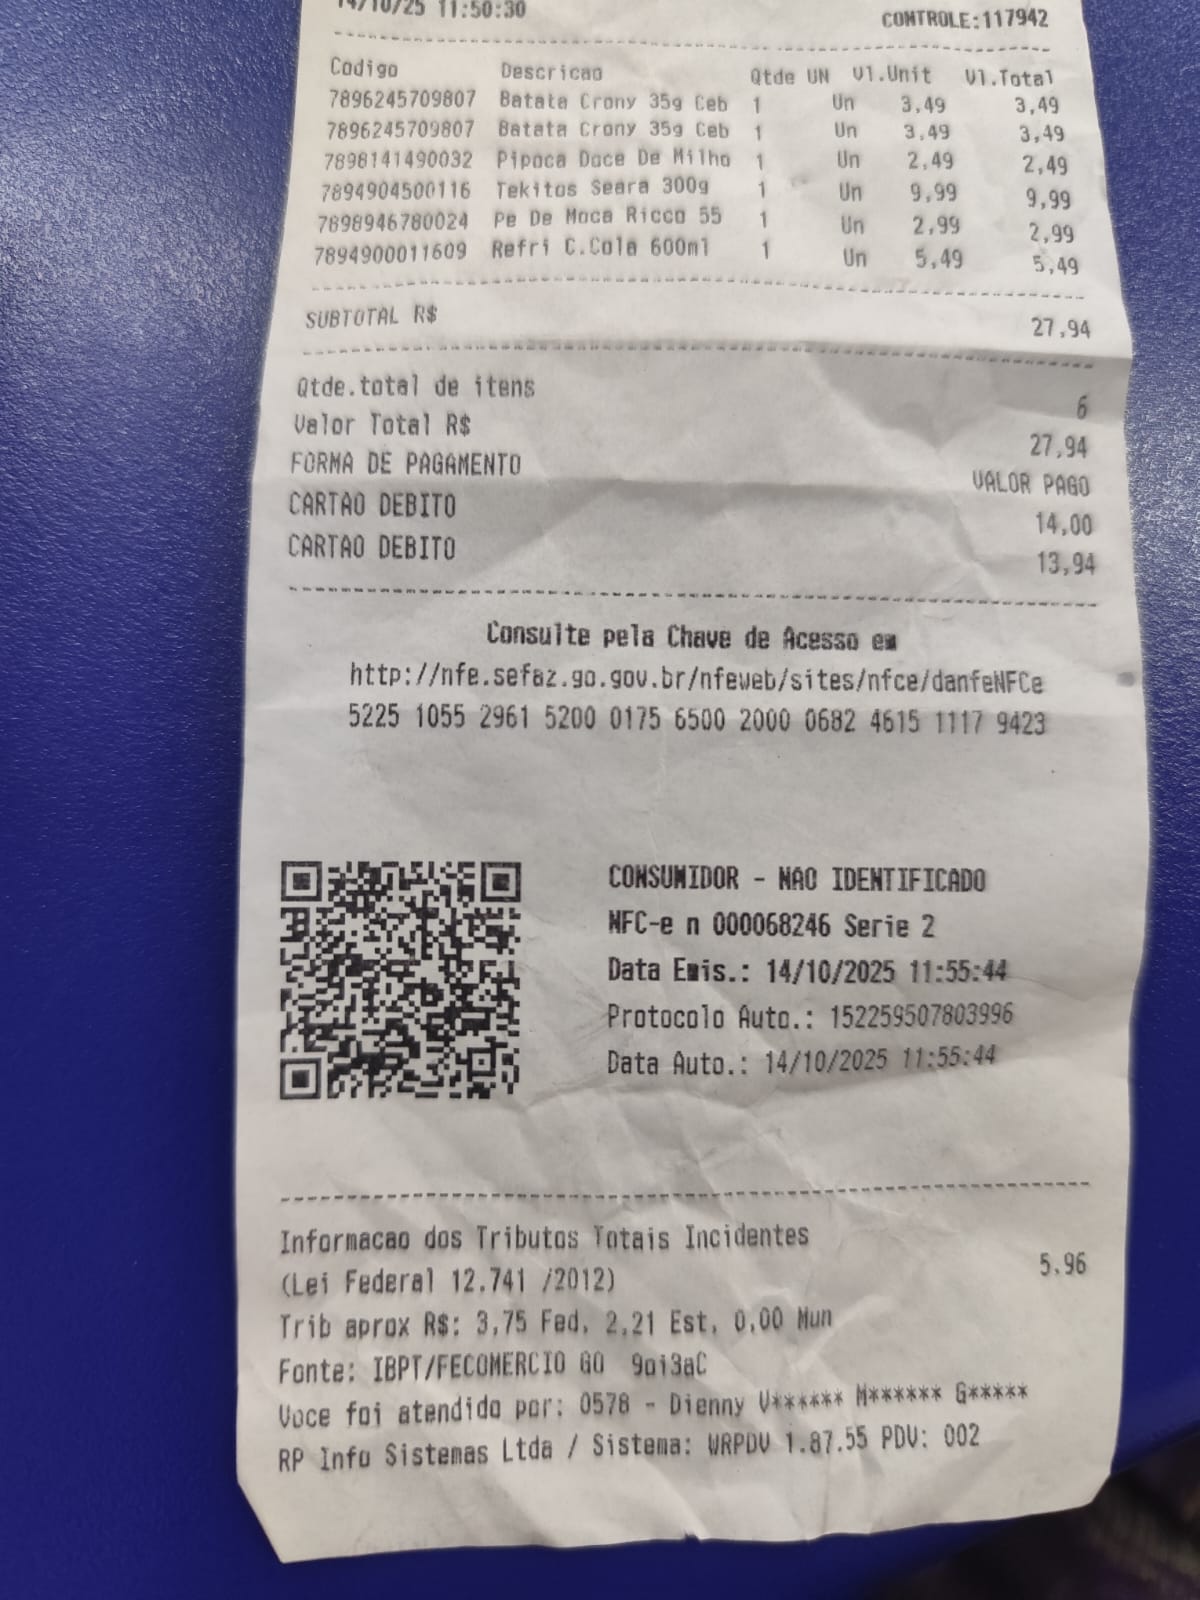 14/10/25 11:50:30 CONTROLE:117942
Codigo Descricao Qtde UN Vl.Unit Vl.Total
7896245709807 Batata Crony 35g Ceb 1 Un 3,49 3,49
7896245709807 Batata Crony 35g Ceb 1 Un 3,49 3,49
7898141490032 Pipoca Doce De Milho 1 Un 2,49 2,49
7894904500116 Tekitos Seara 300g 1 Un 9,99 9,99
7898946780024 Pe De Moca Ricco 55 1 Un 2,99 2,99
7894900011609 Refri C.Cola 600ml 1 Un 5,49 5,49
SUBTOTAL R$ 27,94
Qtde.total de itens 6
Valor Total R$ 27,94
FORMA DE PAGAMENTO VALOR PAGO
CARTAO DEBITO 14,00
CARTAO DEBITO 13,94
Consulte pela Chave de Acesso em
http://nfe.sefaz.go.gov.br/nfeweb/sites/nfce/danfeNFCe
5225 1055 2961 5200 0175 6500 2000 0682 4615 1117 9423
CONSUMIDOR - NAO IDENTIFICADO
NFC-e n 000068246 Serie 2
Data Emis.: 14/10/2025 11:55:44
Protocolo Auto.: 152259507803996
Data Auto.: 14/10/2025 11:55:44
Informacao dos Tributos Totais Incidentes
(Lei Federal 12.741 /2012) 5.96
Trib aprox R$: 3,75 Fed, 2,21 Est, 0,00 Mun
Fonte: IBPT/FECOMERCIO GO 9oi3aC
Voce foi atendido por: 0578 - Dienny V****** M****** G*****
RP Info Sistemas Ltda / Sistema: WRPDV 1.87.55 PDV: 002